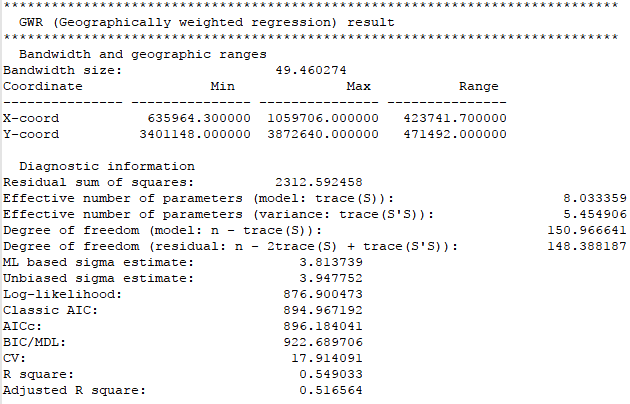 *****************************************************************************
  GWR (Geographically weighted regression) result
*****************************************************************************
  Bandwidth and geographic ranges
Bandwidth size:                   49.460274
Coordinate                Min              Max           Range
--------------- --------------- --------------- ---------------
X-coord           635964.300000  1059706.000000   423741.700000
Y-coord          3401148.000000  3872640.000000   471492.000000
  Diagnostic information
Residual sum of squares:          2312.592458
Effective number of parameters (model: trace(S)):                     8.033359
Effective number of parameters (variance: trace(S'S)):                5.454906
Degree of freedom (model: n - trace(S)):                            150.966641
Degree of freedom (residual: n - 2trace(S) + trace(S'S)):           148.388187
ML based sigma estimate:             3.813739
Unbiased sigma estimate:             3.947752
Log-likelihood:                    876.900473
Classic AIC:                       894.967192
AICc:                              896.184041
BIC/MDL:                           922.689706
CV:                                 17.914091
R square:                            0.549033
Adjusted R square:                   0.516564